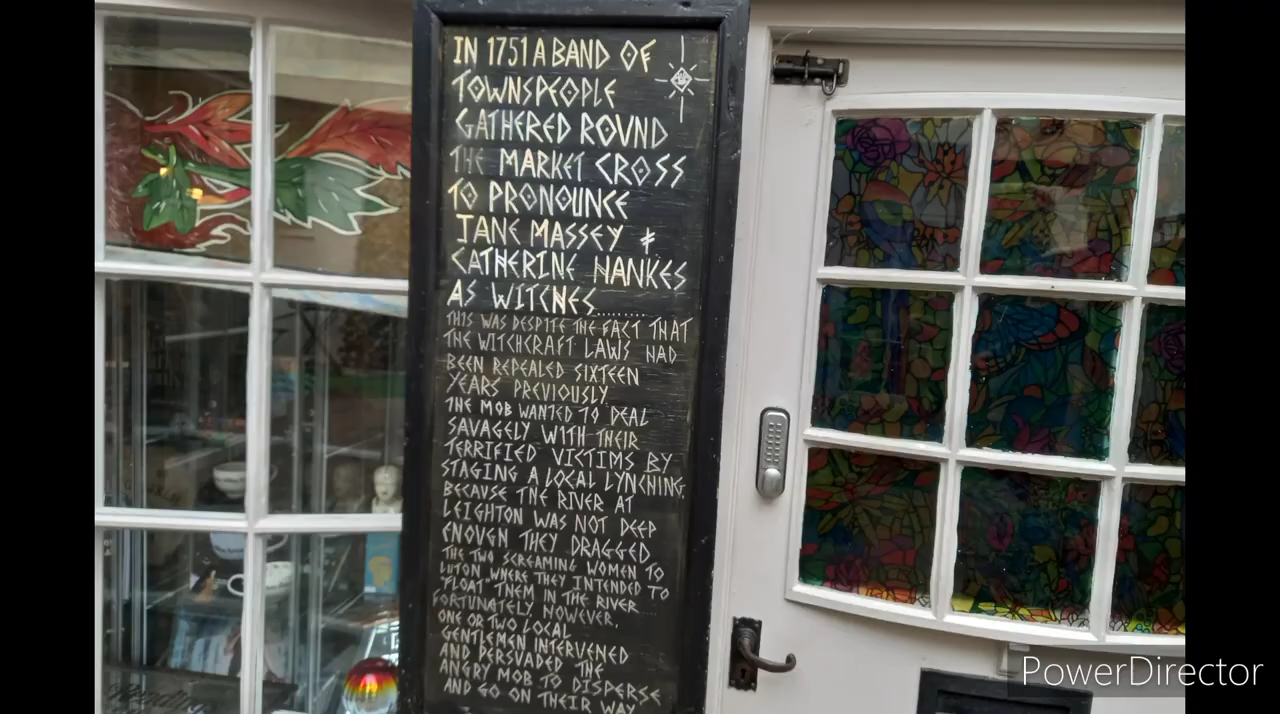 IN 1751 A BAND OF
TOWNSPEOPLE
GATHERED ROUND
THE MARKET CROSS
TO PRONOUNCE
JANE MASSEY &
CATHERINE HANKES
AS WITCHES........
THIS WAS DESPITE THE FACT THAT
THE WITCHCRAFT LAWS HAD
BEEN REPEALED SIXTEEN
YEARS PREVIOUSLY
THE MOB WANTED TO DEAL
SAVAGELY WITH THEIR
TERRIFIED VICTIMS BY
STAGING A LOCAL LYNCHING.
BECAUSE THE RIVER AT
LEIGHTON WAS NOT DEEP
ENOUGH THEY DRAGGED
THE TWO SCREAMING WOMEN TO
LUTON, WHERE THEY INTENDED TO
"FLOAT" THEM IN THE RIVER
FORTUNATELY, HOWEVER,
ONE OR TWO LOCAL
GENTLEMEN INTERVENED
AND PERSUADED THE
ANGRY MOB TO DISPERSE
AND GO ON THEIR WAY
PowerDirector